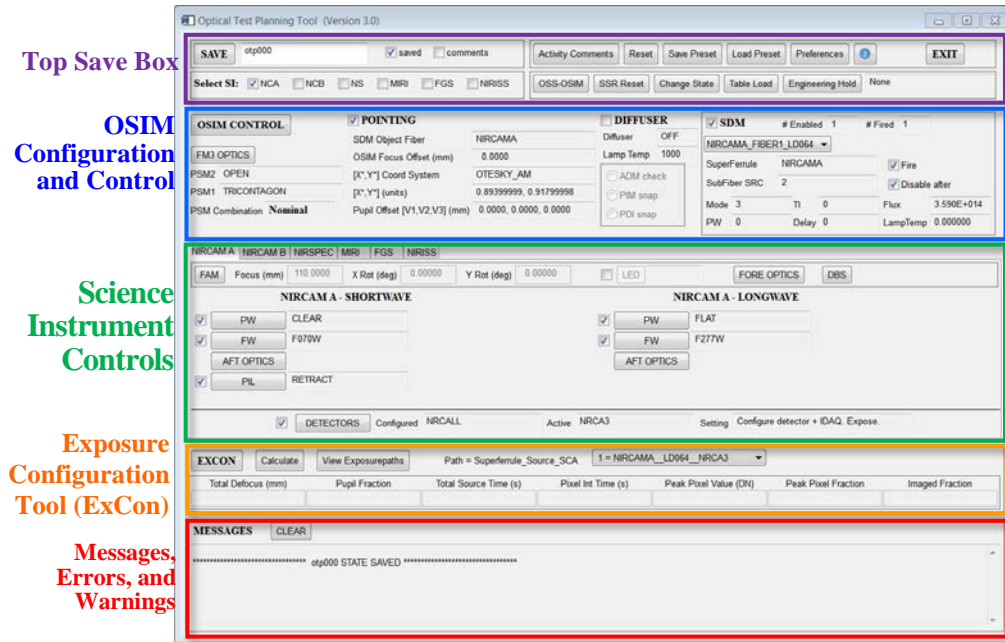 Optical Test Planning Tool (Version 3.0)
Top Save Box
SAVE otp000 saved comments Activity Comments Reset Save Preset Load Preset Preferences ? EXIT
Select SI: NCA NCB NS MIRI FGS NIRISS OSS-OSIM SSR Reset Change State Table Load Engineering Hold None
OSIM
Configuration
and Control
OSIM CONTROL POINTING DIFFUSER SDM # Enabled 1 # Fired 1
SDM Object Fiber NIRCAMA Diffuser OFF NIRCAMA_FIBER1_LD064
FM3 OPTICS OSIM Focus Offset (mm) 0.0000 Lamp Temp 1000 SuperFerrule NIRCAMA Fire
PSM2 OPEN [X",Y"] Coord System OTESKY_AM ADM check SubFiber SRC 2 Disable after
PSM1 TRICONTAGON [X",Y"] (units) 0.89399999, 0.91799998 PIM snap Mode 3 TI 0 Flux 3.590E+014
PSM Combination Nominal Pupil Offset [V1,V2,V3] (mm) 0.0000, 0.0000, 0.0000 PDI snap PW 0 Delay 0 LampTemp 0.000000
Science
Instrument
Controls
NIRCAM A NIRCAM B NIRSPEC MIRI FGS NIRISS
FAM Focus (mm) 110.0000 X Rot (deg) 0.00000 Y Rot (deg) 0.00000 LED FORE OPTICS DBS
NIRCAM A - SHORTWAVE NIRCAM A - LONGWAVE
PW CLEAR PW FLAT
FW F070W FW F277W
AFT OPTICS AFT OPTICS
PIL RETRACT
DETECTORS Configured NRCALL Active NRCA3 Setting Configure detector + IDAQ. Expose.
Exposure
Configuration
Tool (ExCon)
EXCON Calculate View Exposurepaths Path = Superferrule_Source_SCA 1 = NIRCAMA__LD064__NRCA3
Total Defocus (mm) Pupil Fraction Total Source Time (s) Pixel Int Time (s) Peak Pixel Value (DN) Peak Pixel Fraction Imaged Fraction
Messages,
Errors, and
Warnings
MESSAGES CLEAR
********************************** otp000 STATE SAVED **********************************